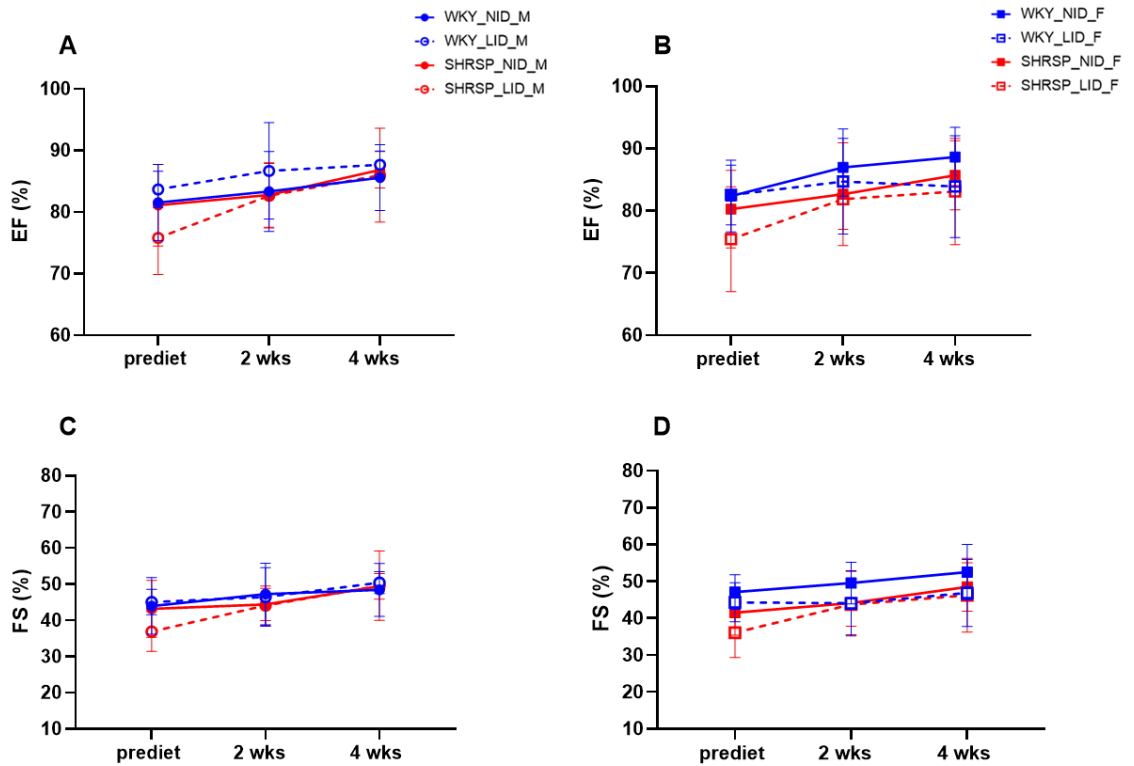 A
WKY_NID_M
WKY_LID_M
SHRSP_NID_M
SHRSP_LID_M
EF (%)
100
90
80
70
60
prediet 2 wks 4 wks
B
WKY_NID_F
WKY_LID_F
SHRSP_NID_F
SHRSP_LID_F
EF (%)
100
90
80
70
60
prediet 2 wks 4 wks
C
FS (%)
80
70
60
50
40
30
20
10
prediet 2 wks 4 wks
D
FS (%)
80
70
60
50
40
30
20
10
prediet 2 wks 4 wks